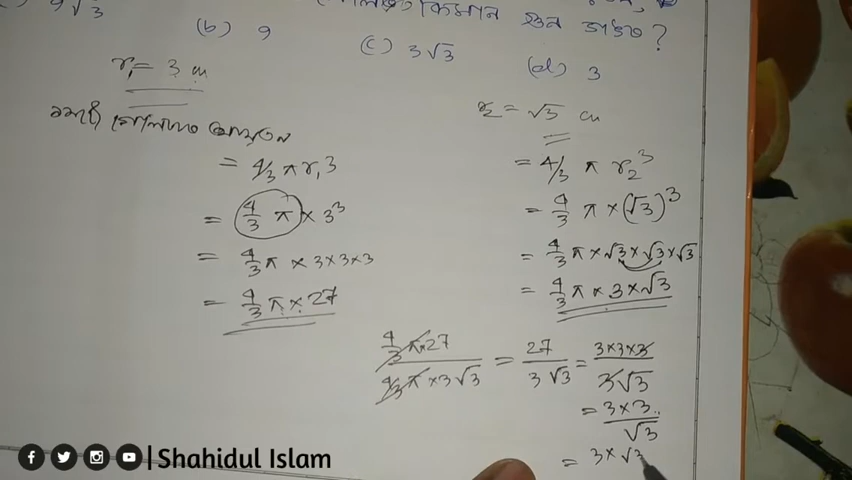 9√3
(b) 9
গুন হবে?
(c) 3√3
(d) 3
r₁ = 3 cm
r₂ = √3 cm
= 4/3 π r₁³
= 4/3 π × 3³
= 4/3 π × 3×3×3
= 4/3 π × 27
= 4/3 π r₂³
= 4/3 π × (√3)³
= 4/3 π × √3 × √3 × √3
= 4/3 π × 3 × √3
(4/3 π × 27)/(4/3 π × 3√3) = 27/(3√3) = (3×3×3)/(3√3)
= (3×3)/√3
= 3×√3
Shahidul Islam